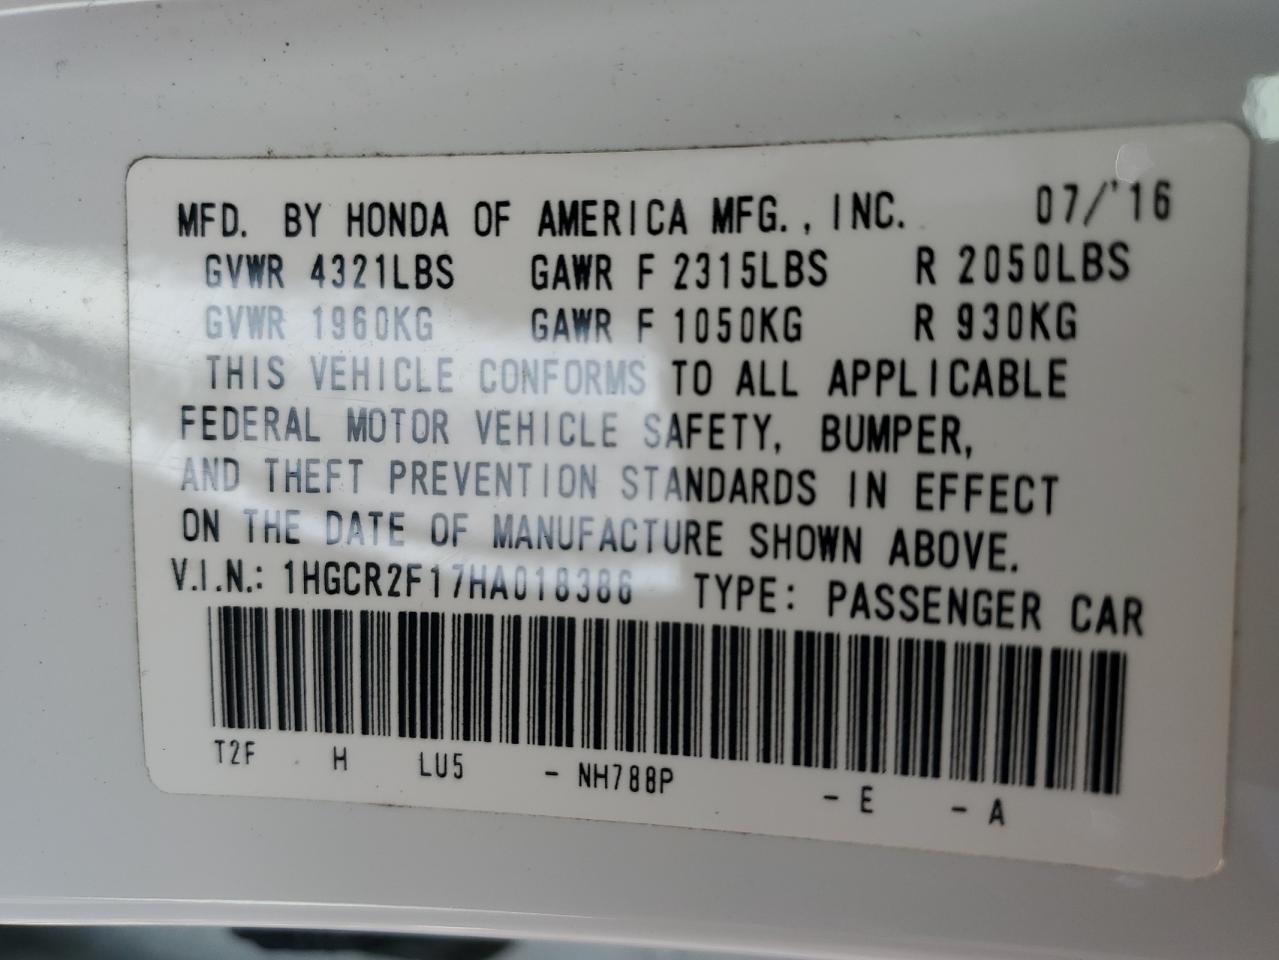 MFD. BY HONDA OF AMERICA MFG., INC. 07/'16
GVWR 4321LBS GAWR F 2315LBS R 2050LBS
GVWR 1960KG GAWR F 1050KG R 930KG
THIS VEHICLE CONFORMS TO ALL APPLICABLE
FEDERAL MOTOR VEHICLE SAFETY, BUMPER,
AND THEFT PREVENTION STANDARDS IN EFFECT
ON THE DATE OF MANUFACTURE SHOWN ABOVE.
V.I.N.: 1HGCR2F17HA018386 TYPE: PASSENGER CAR
T2F H LU5 - NH788P - E - A